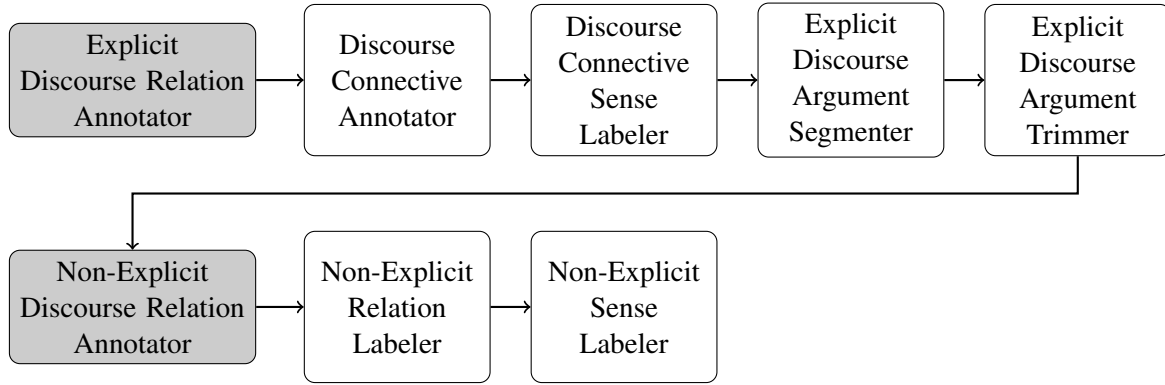 Explicit
Discourse Relation
Annotator
Discourse
Connective
Annotator
Discourse
Connective
Sense
Labeler
Explicit
Discourse
Argument
Segmenter
Explicit
Discourse
Argument
Trimmer
Non-Explicit
Discourse Relation
Annotator
Non-Explicit
Relation
Labeler
Non-Explicit
Sense
Labeler